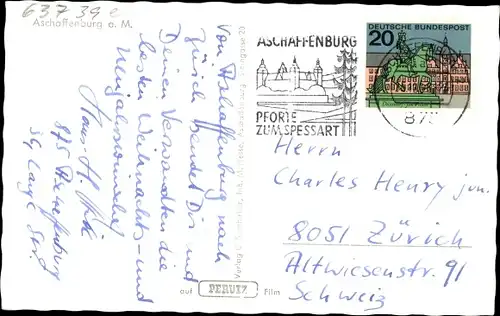 637 39 e
Aschaffenburg a. M.
Von Aschaffenburg nach
Zürich sendet Dir und
Deinen Verwandten die
besten Weihnachts- und
Neujahrswünsche
Hans-H.
875 Aschaffenburg
ASCHAFFENBURG
PFORTE
ZUM SPESSART
DEUTSCHE BUNDESPOST
20
Herrn
Charles Henry jun.
8051 Zürich
Altwiesenstr. 91
Schweiz
auf PERUTZ Film